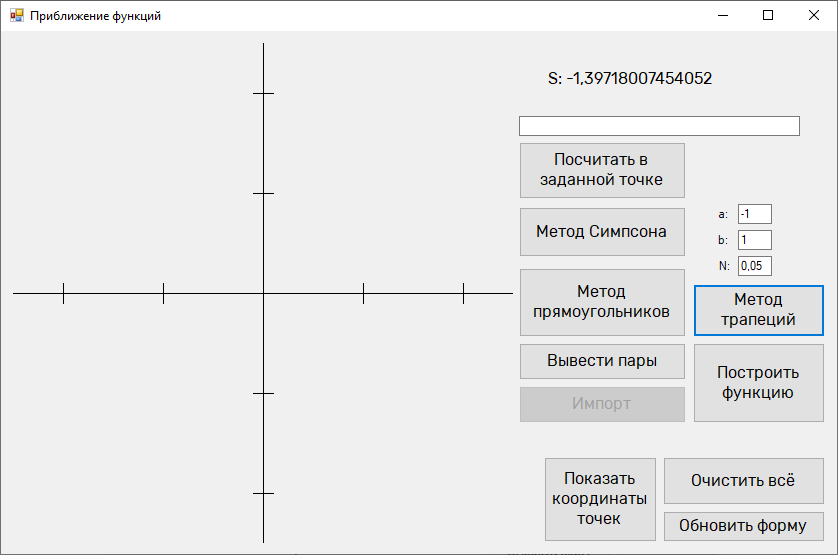 Приближение функций
S: -1,39718007454052
Посчитать в
заданной точке
Метод Симпсона
a: -1
b: 1
N: 0,05
Метод
прямоугольников
Метод
трапеций
Вывести пары
Построить
функцию
Импорт
Показать
координаты
точек
Очистить всё
Обновить форму